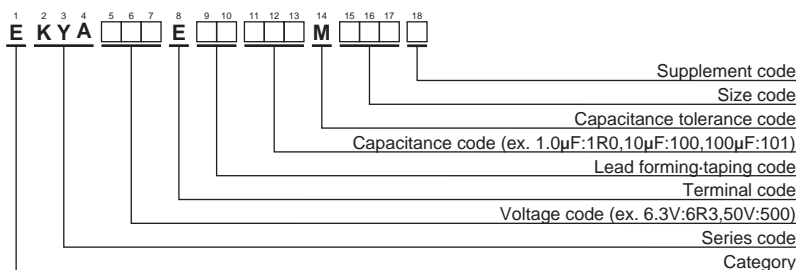 1 2 3 4 5 6 7 8 9 10 11 12 13 14 15 16 17 18
E K Y A □□□ E □□ □□□ M □□□ □
Supplement code
Size code
Capacitance tolerance code
Capacitance code (ex. 1.0μF:1R0,10μF:100,100μF:101)
Lead forming·taping code
Terminal code
Voltage code (ex. 6.3V:6R3,50V:500)
Series code
Category